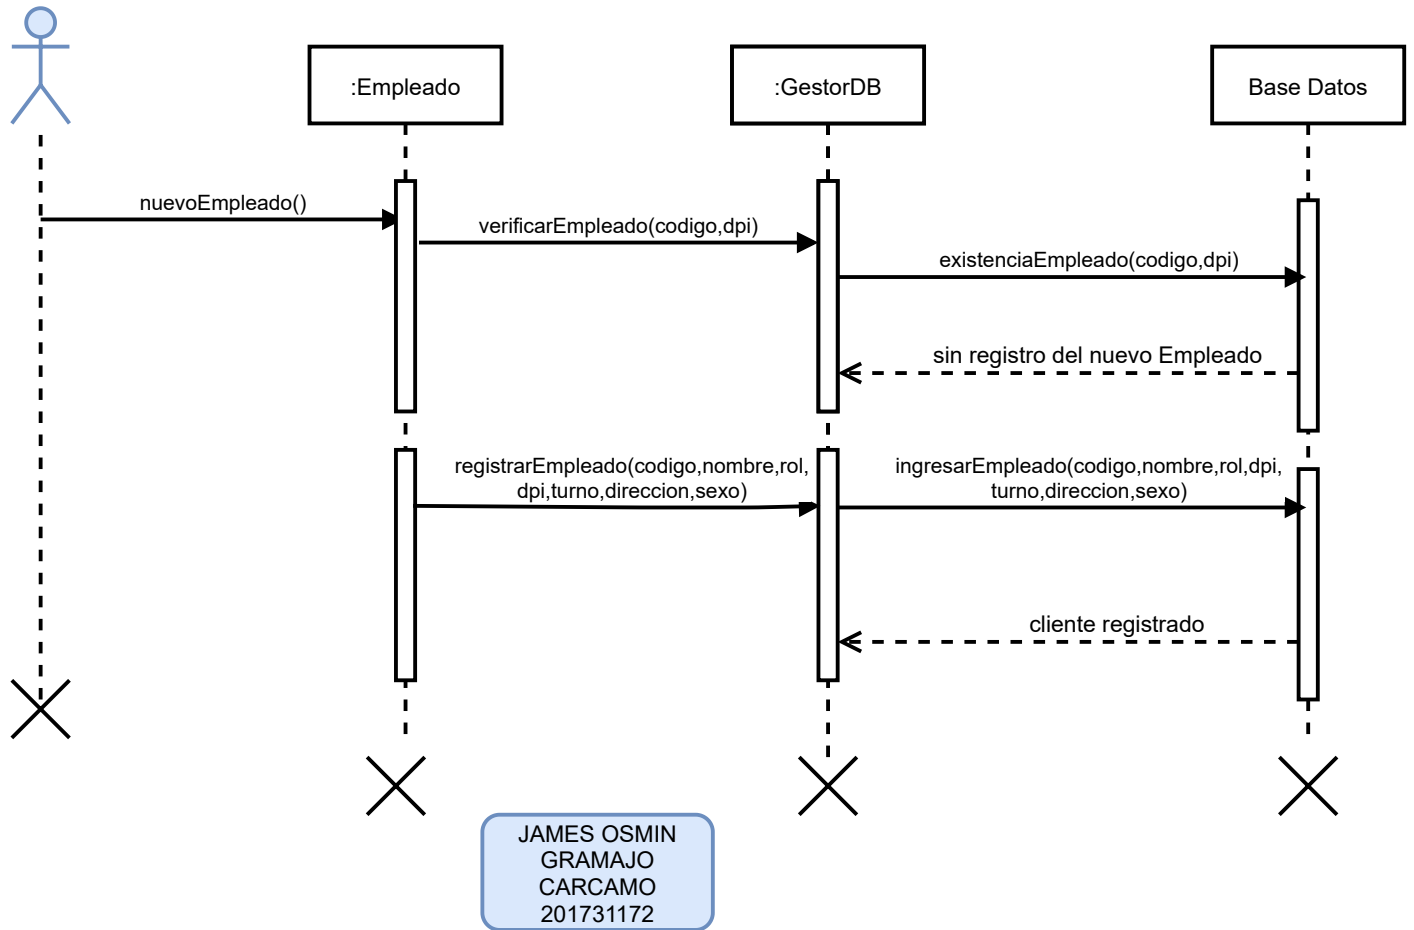 :Empleado
:GestorDB
Base Datos
nuevoEmpleado()
verificarEmpleado(codigo,dpi)
existenciaEmpleado(codigo,dpi)
sin registro del nuevo Empleado
registrarEmpleado(codigo,nombre,rol,
dpi,turno,direccion,sexo)
ingresarEmpleado(codigo,nombre,rol,dpi,
turno,direccion,sexo)
cliente registrado
JAMES OSMIN
GRAMAJO
CARCAMO
201731172